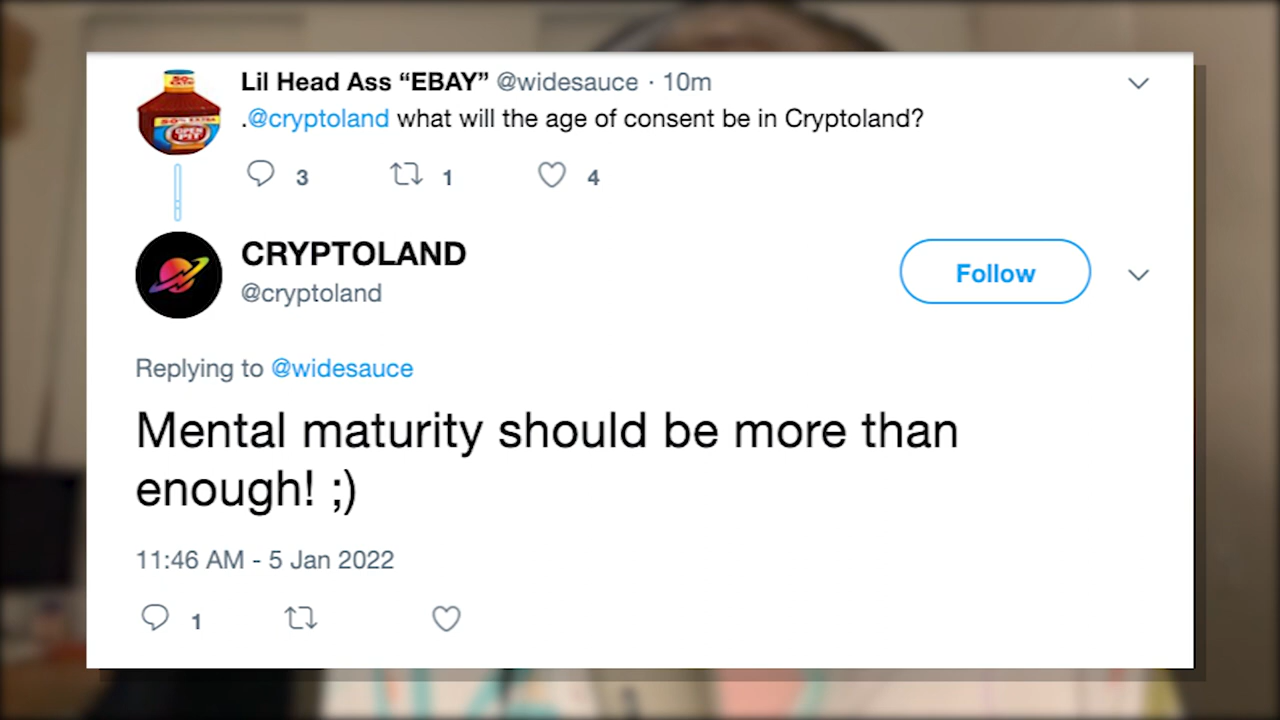 Lil Head Ass “EBAY” @widesauce · 10m
.@cryptoland what will the age of consent be in Cryptoland?
3 1 4
CRYPTOLAND
@cryptoland
Follow
Replying to @widesauce
Mental maturity should be more than
enough! ;)
11:46 AM - 5 Jan 2022
1